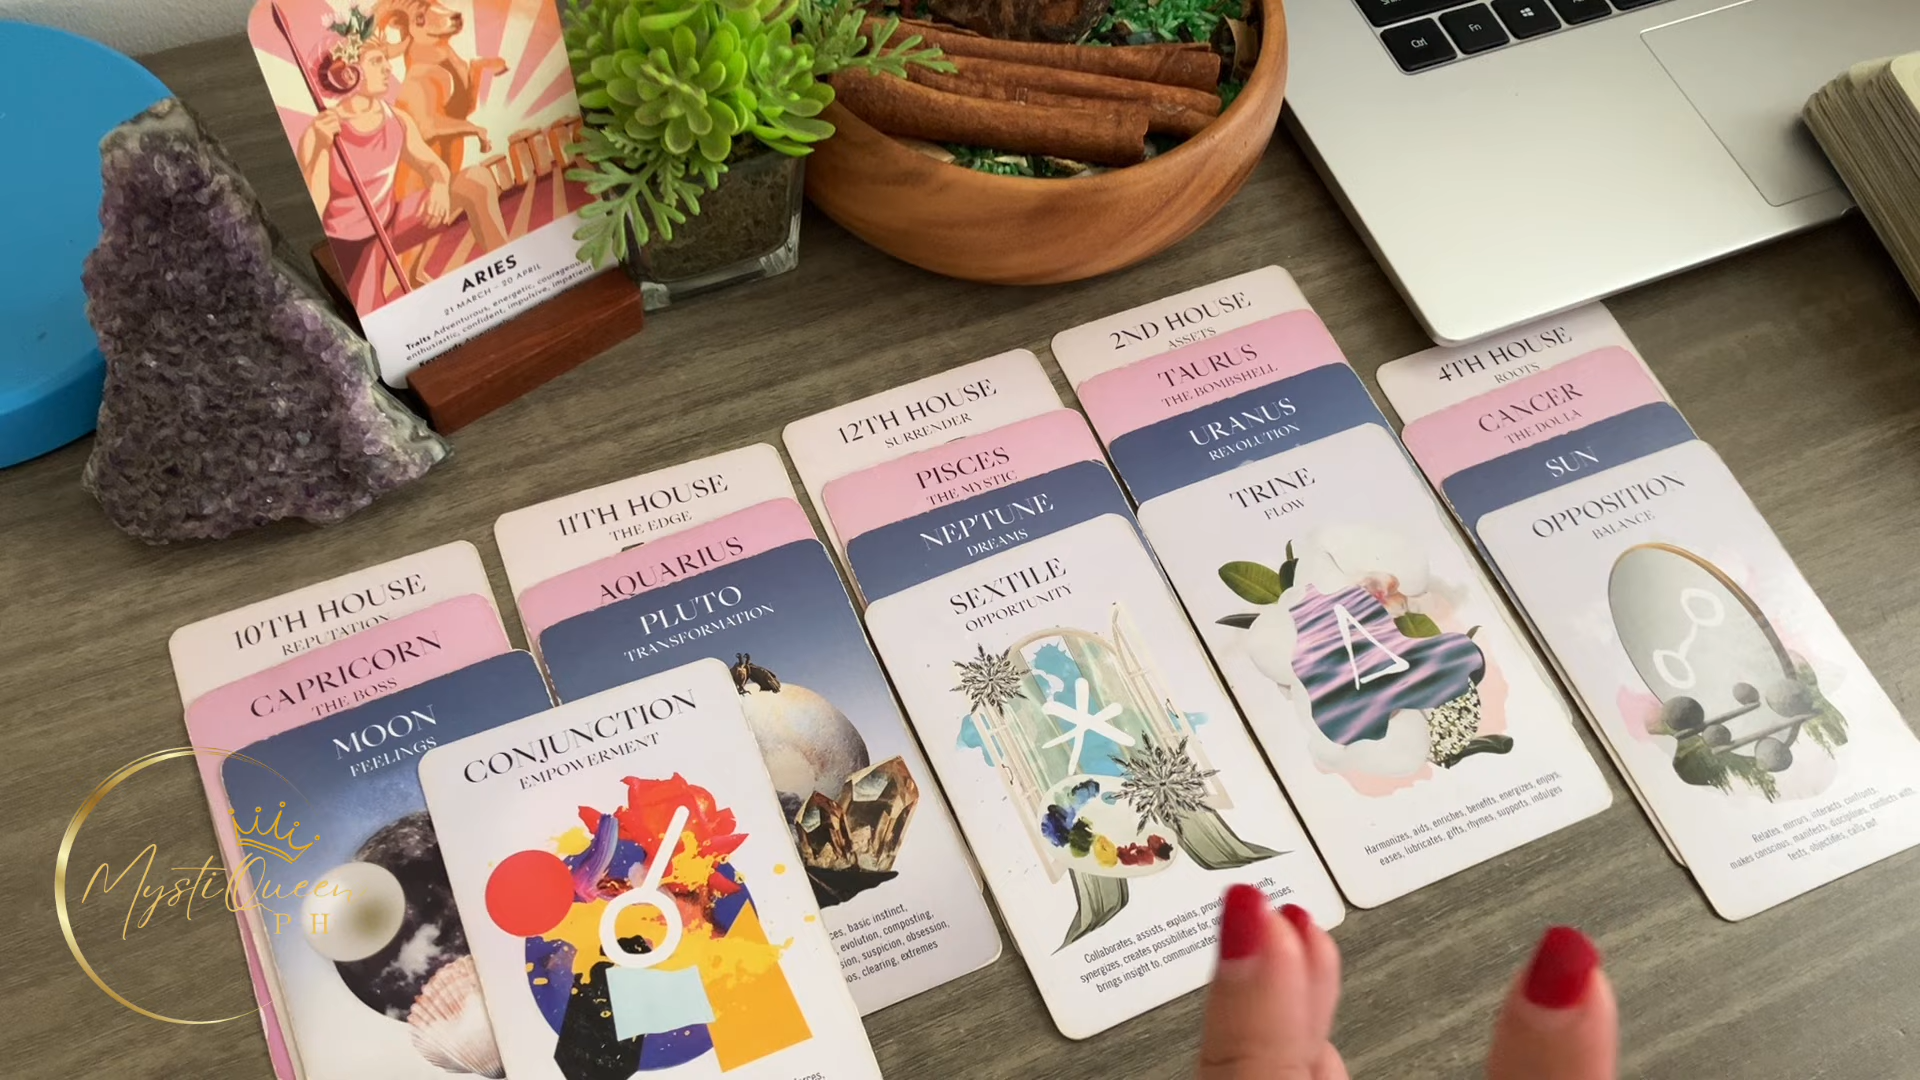 ARIES
21 MARCH - 20 APRIL
Traits Adventurous, energetic, courageous,
enthusiastic, confident, impulsive, impatient
Ctrl
Fn
10TH HOUSE
REPUTATION
CAPRICORN
THE BOSS
MOON
FEELINGS
CONJUNCTION
EMPOWERMENT
11TH HOUSE
THE EDGE
AQUARIUS
PLUTO
TRANSFORMATION
basic instinct,
evolution, composting,
suspicion, obsession,
clearing, extremes
12TH HOUSE
SURRENDER
PISCES
THE MYSTIC
NEPTUNE
DREAMS
SEXTILE
OPPORTUNITY
Collaborates, assists, explains,
synergizes, creates possibilities for,
brings insight to, communicates
2ND HOUSE
ASSETS
TAURUS
THE BOMBSHELL
URANUS
REVOLUTION
TRINE
FLOW
Harmonizes, aids, enriches, benefits, energizes, enjoys,
eases, lubricates, gifts, rhymes, supports, indulges
4TH HOUSE
ROOTS
CANCER
THE DOULA
SUN
OPPOSITION
BALANCE
Relates, mirrors, interacts, confronts,
makes conscious, manifests, disciplines, conflicts with,
tests, objectifies, calls out
MystiQueen
PH